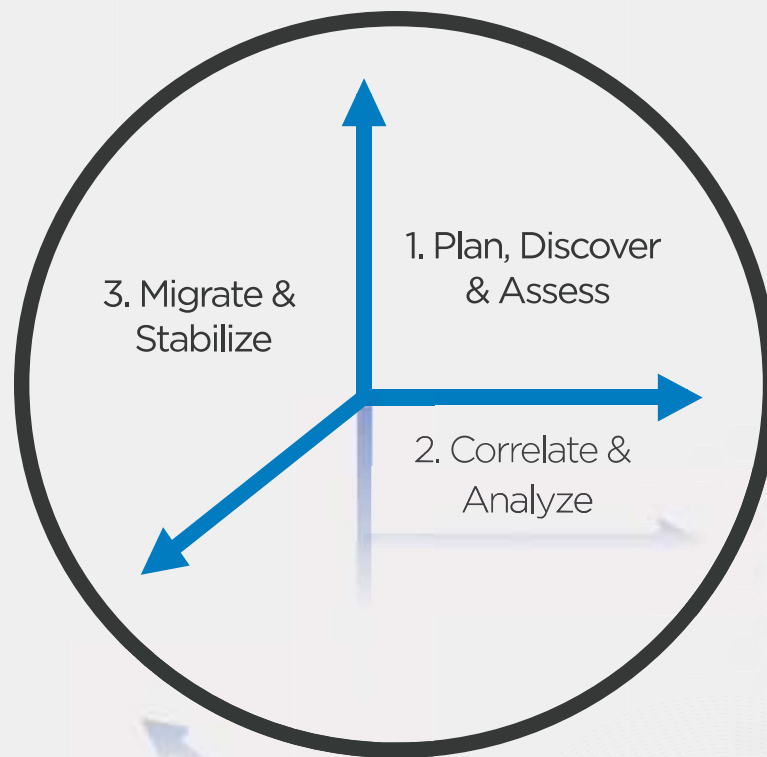 1. Plan, Discover
& Assess
2. Correlate &
Analyze
3. Migrate &
Stabilize